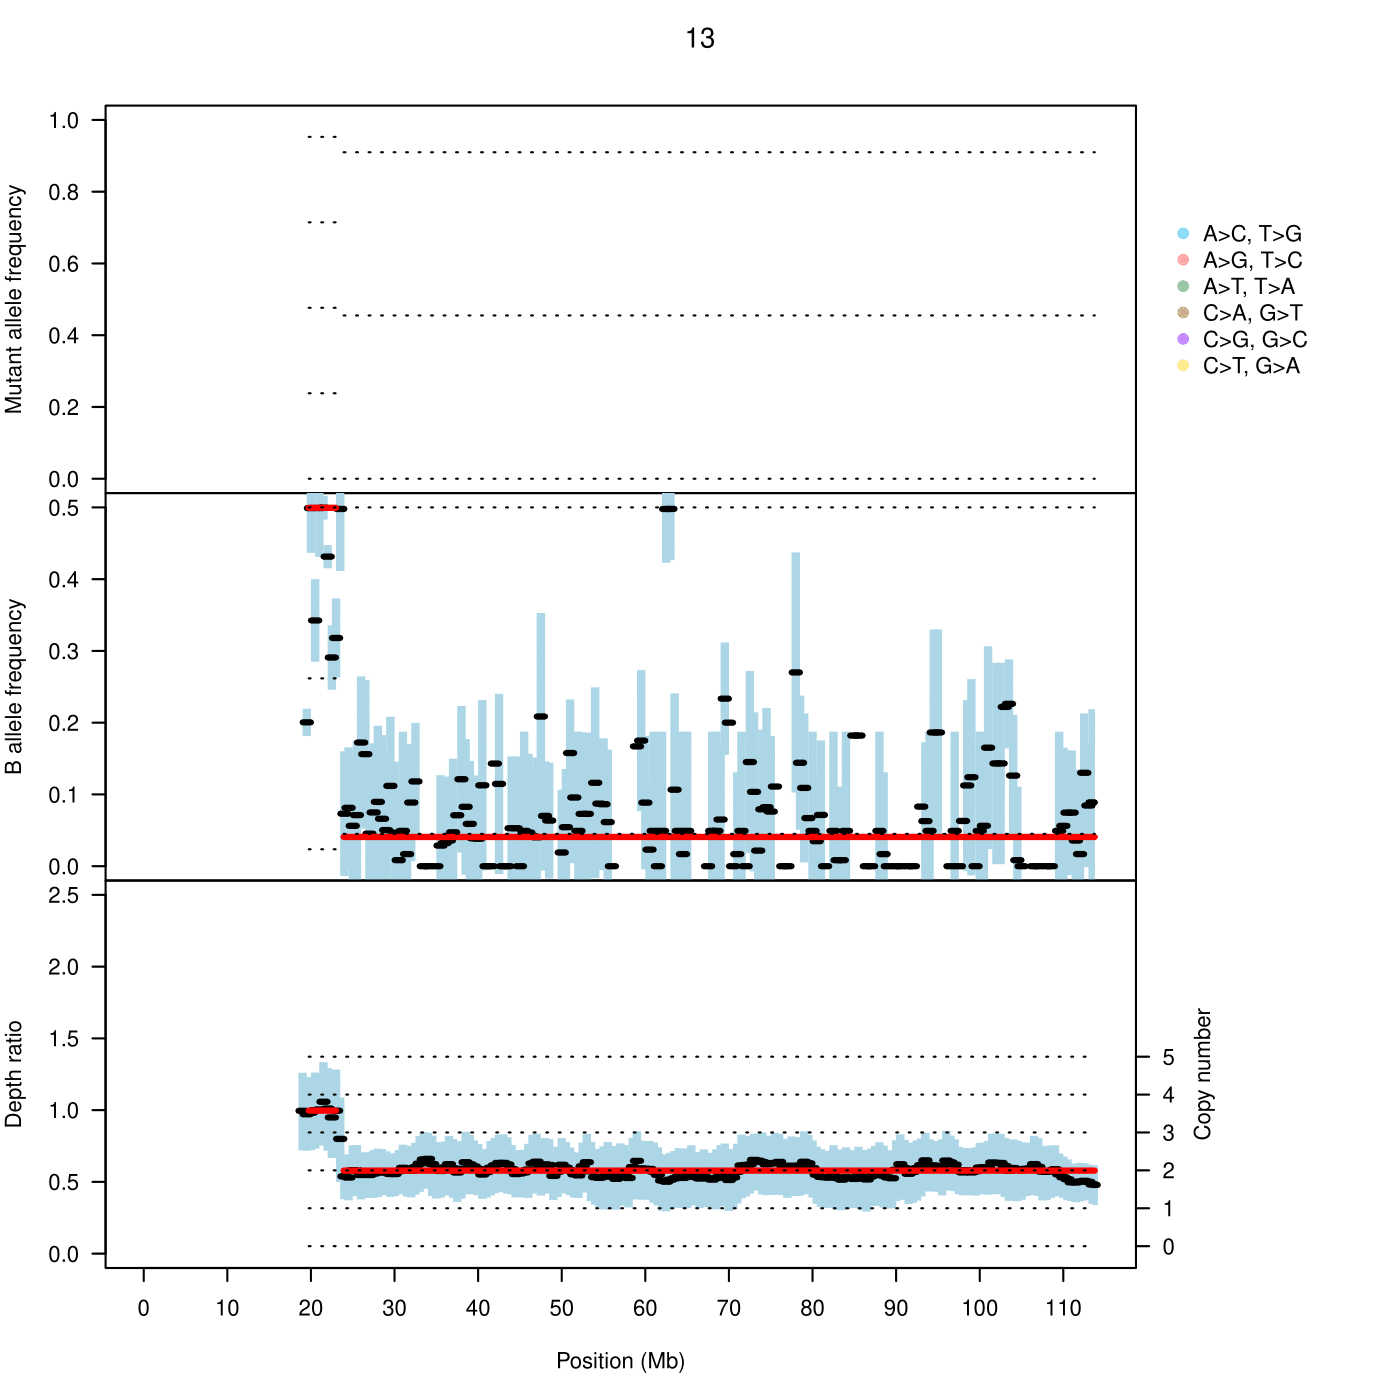 13
Mutant allele frequency
1.0
0.8
0.6
0.4
0.2
0.0
A>C, T>G
A>G, T>C
A>T, T>A
C>A, G>T
C>G, G>C
C>T, G>A
B allele frequency
0.5
0.4
0.3
0.2
0.1
0.0
Depth ratio
2.5
2.0
1.5
1.0
0.5
0.0
5
4
3
2
1
0
Copy number
0 10 20 30 40 50 60 70 80 90 100 110
Position (Mb)